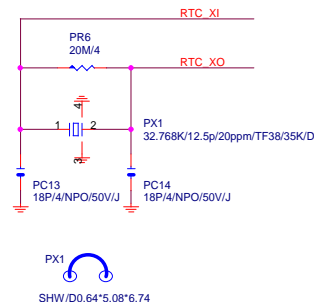 RTC_XI
PR6
20M/4
RTC_XO
4
1
2
PX1
32.768K/12.5p/20ppm/TF38/35K/D
3
PC13
18P/4/NPO/50V/J
PC14
18P/4/NPO/50V/J
PX1
SHW/D0.64*5.08*6.74